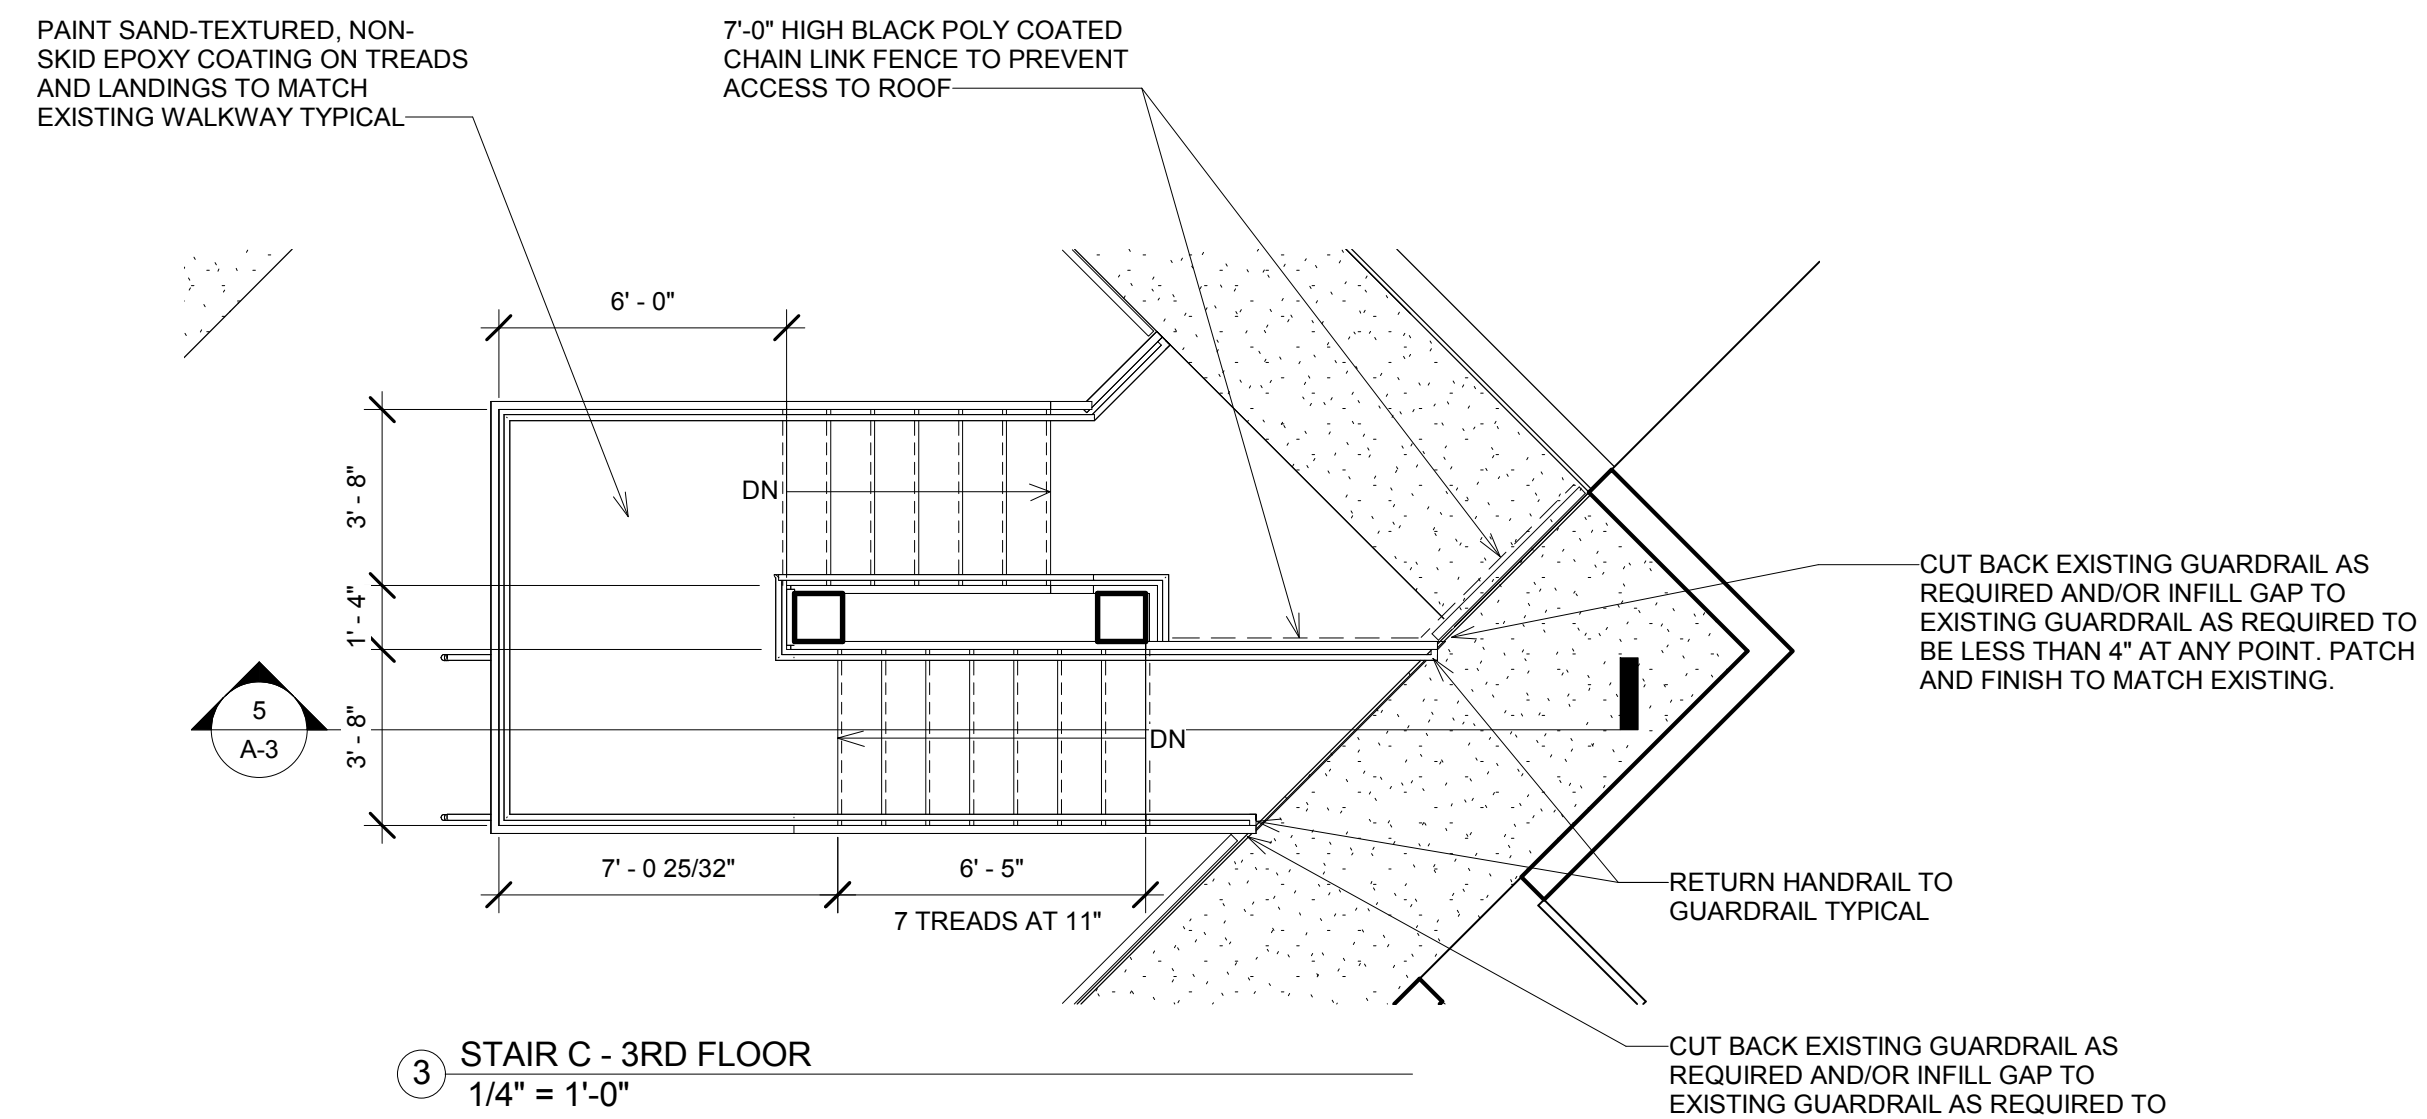 PAINT SAND-TEXTURED, NON-
SKID EPOXY COATING ON TREADS
AND LANDINGS TO MATCH
EXISTING WALKWAY TYPICAL
7'-0" HIGH BLACK POLY COATED
CHAIN LINK FENCE TO PREVENT
ACCESS TO ROOF
6' - 0"
3' - 8"
1' - 4"
3' - 8"
DN
DN
5
A-3
CUT BACK EXISTING GUARDRAIL AS
REQUIRED AND/OR INFILL GAP TO
EXISTING GUARDRAIL AS REQUIRED TO
BE LESS THAN 4" AT ANY POINT. PATCH
AND FINISH TO MATCH EXISTING.
7' - 0 25/32"
6' - 5"
7 TREADS AT 11"
RETURN HANDRAIL TO
GUARDRAIL TYPICAL
3
STAIR C - 3RD FLOOR
1/4" = 1'-0"
CUT BACK EXISTING GUARDRAIL AS
REQUIRED AND/OR INFILL GAP TO
EXISTING GUARDRAIL AS REQUIRED TO